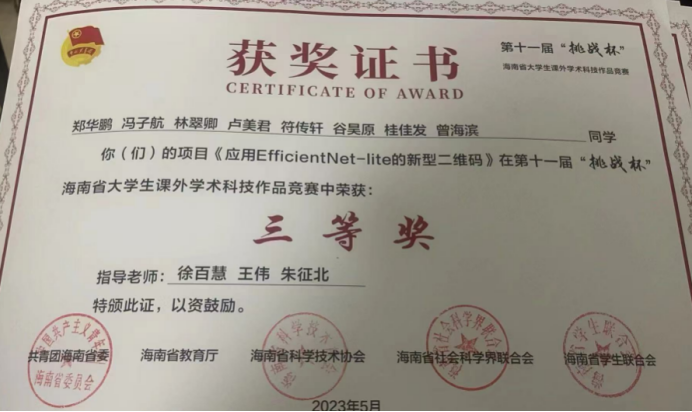 获奖证书
CERTIFICATE OF AWARD
第十一届“挑战杯”
海南省大学生课外学术科技作品竞赛
郑华鹏 冯子航 林翠卿 卢美君 符传轩 谷昊原 桂佳发 曾海滨 同学
你（们）的项目《应用EfficientNet-lite的新型二维码》在第十一届“挑战杯”
海南省大学生课外学术科技作品竞赛中荣获：
三等奖
指导老师：徐百慧 王伟 朱征北
特颁此证，以资鼓励。
共青团海南省委 海南省教育厅 海南省科学技术协会 海南省社会科学界联合会 海南省学生联合会
海南省委员会
2023年5月